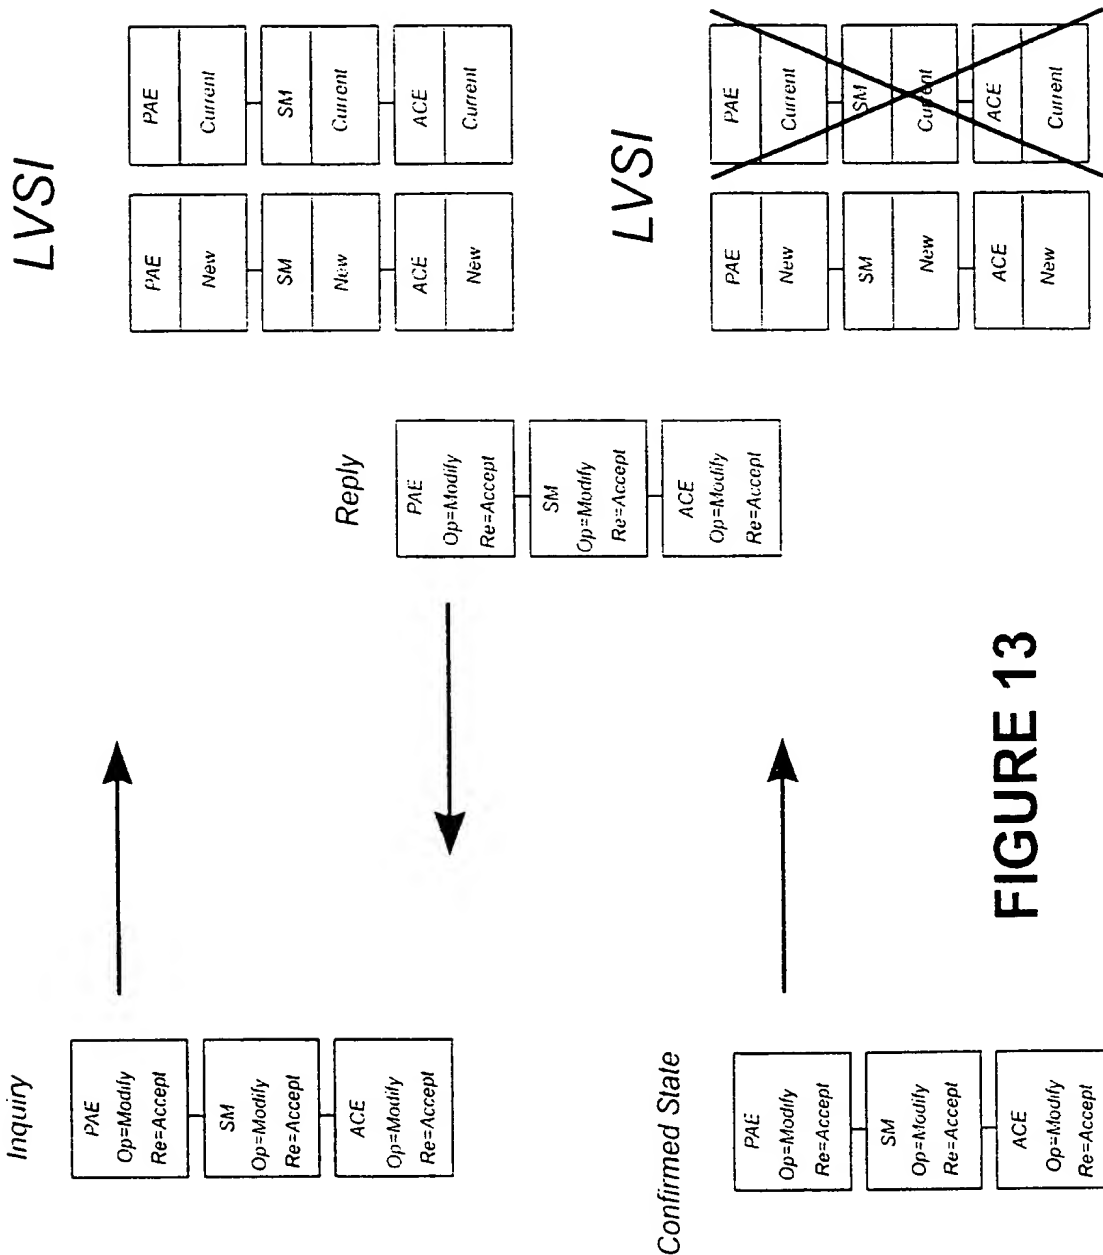 Inquiry
PAE
Op=Modify
Re=Accept
SM
Op=Modify
Re=Accept
ACE
Op=Modify
Re=Accept
LVSI
PAE
New
SM
New
ACE
New
PAE
Current
SM
Current
ACE
Current
Reply
PAE
Op=Modify
Re=Accept
SM
Op=Modify
Re=Accept
ACE
Op=Modify
Re=Accept
Confirmed State
PAE
Op=Modify
Re=Accept
SM
Op=Modify
Re=Accept
ACE
Op=Modify
Re=Accept
LVSI
PAE
New
SM
New
ACE
New
PAE
Current
SM
Current
ACE
Current
FIGURE 13